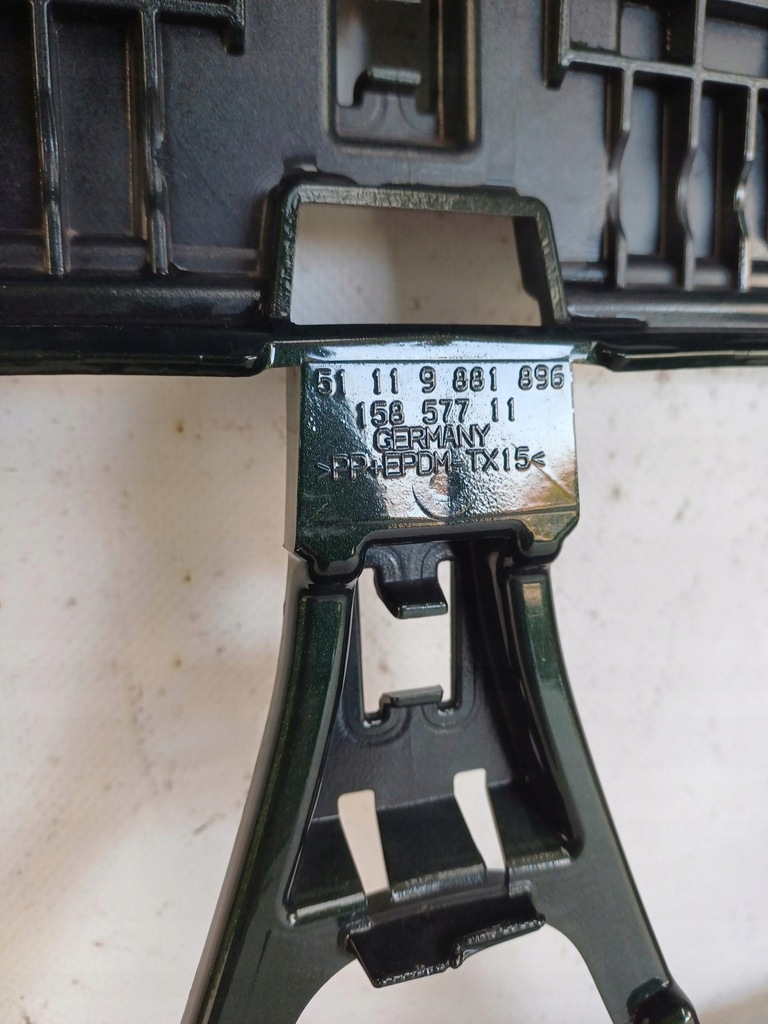 51 11 9 881 896
158 577 11
GERMANY
>PP+EPDM-TX15<